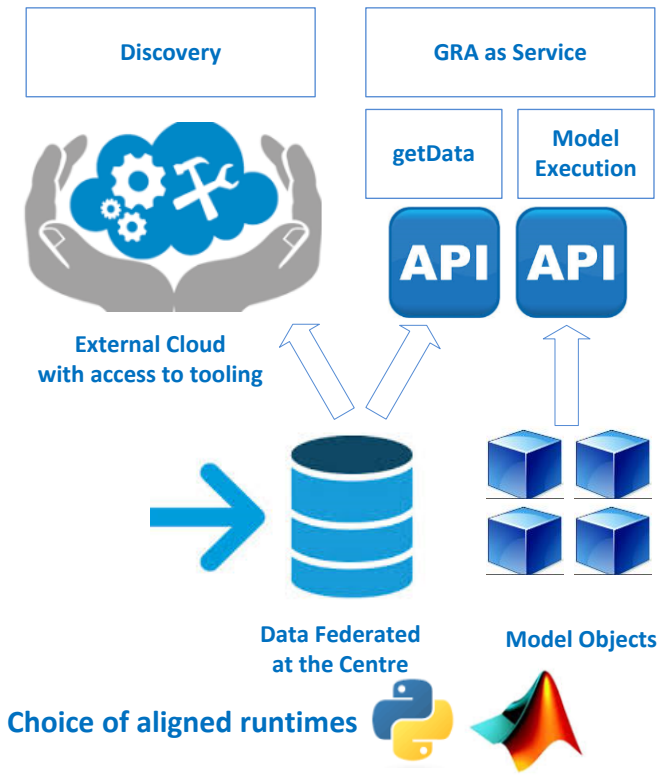 Discovery
GRA as Service
getData
Model
Execution
API
API
External Cloud
with access to tooling
Data Federated
at the Centre
Model Objects
Choice of aligned runtimes